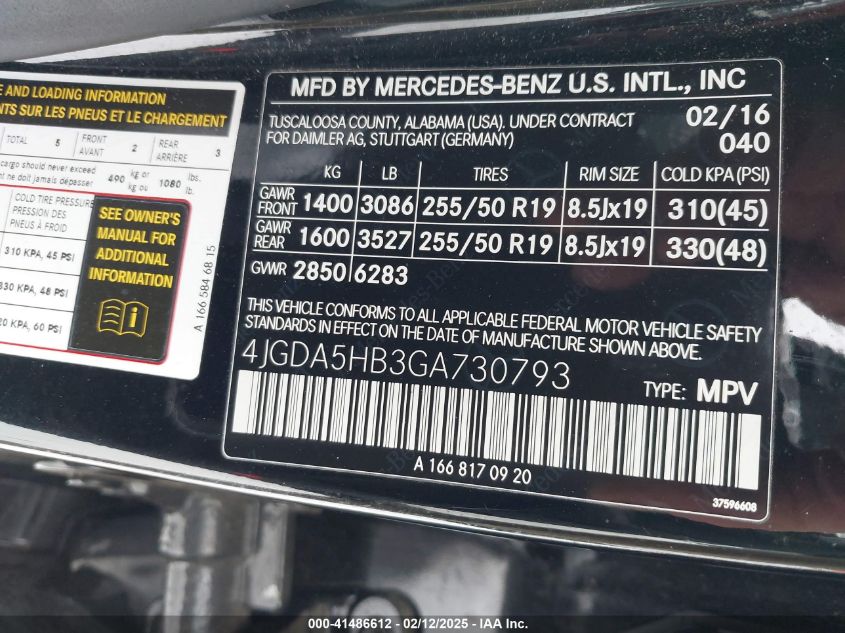 E AND LOADING INFORMATION
NTS SUR LES PNEUS ET LE CHARGEMENT
TOTAL 5 FRONT AVANT 2 REAR ARRIÈRE 3
cargo should never exceed
nt ne doit jamais dépasser 490 kg or kg ou 1080 lbs. lb.
COLD TIRE PRESSURE
PRESSION DES
PNEUS À FROID
310 KPA, 45 PSI
330 KPA, 48 PSI
20 KPA, 60 PSI
SEE OWNER'S
MANUAL FOR
ADDITIONAL
INFORMATION
A 166 584 68 15
MFD BY MERCEDES-BENZ U.S. INTL., INC
TUSCALOOSA COUNTY, ALABAMA (USA). UNDER CONTRACT 02/16
FOR DAIMLER AG, STUTTGART (GERMANY) 040
KG LB TIRES RIM SIZE COLD KPA (PSI)
GAWR FRONT 1400 3086 255/50 R19 8.5Jx19 310(45)
GAWR REAR 1600 3527 255/50 R19 8.5Jx19 330(48)
GWR 2850 6283
THIS VEHICLE CONFORMS TO ALL APPLICABLE FEDERAL MOTOR VEHICLE SAFETY
STANDARDS IN EFFECT ON THE DATE OF MANUFACTURE SHOWN ABOVE.
4JGDA5HB3GA730793
TYPE: MPV
A 166 817 09 20
37596608
000-41486612 - 02/12/2025 - IAA Inc.